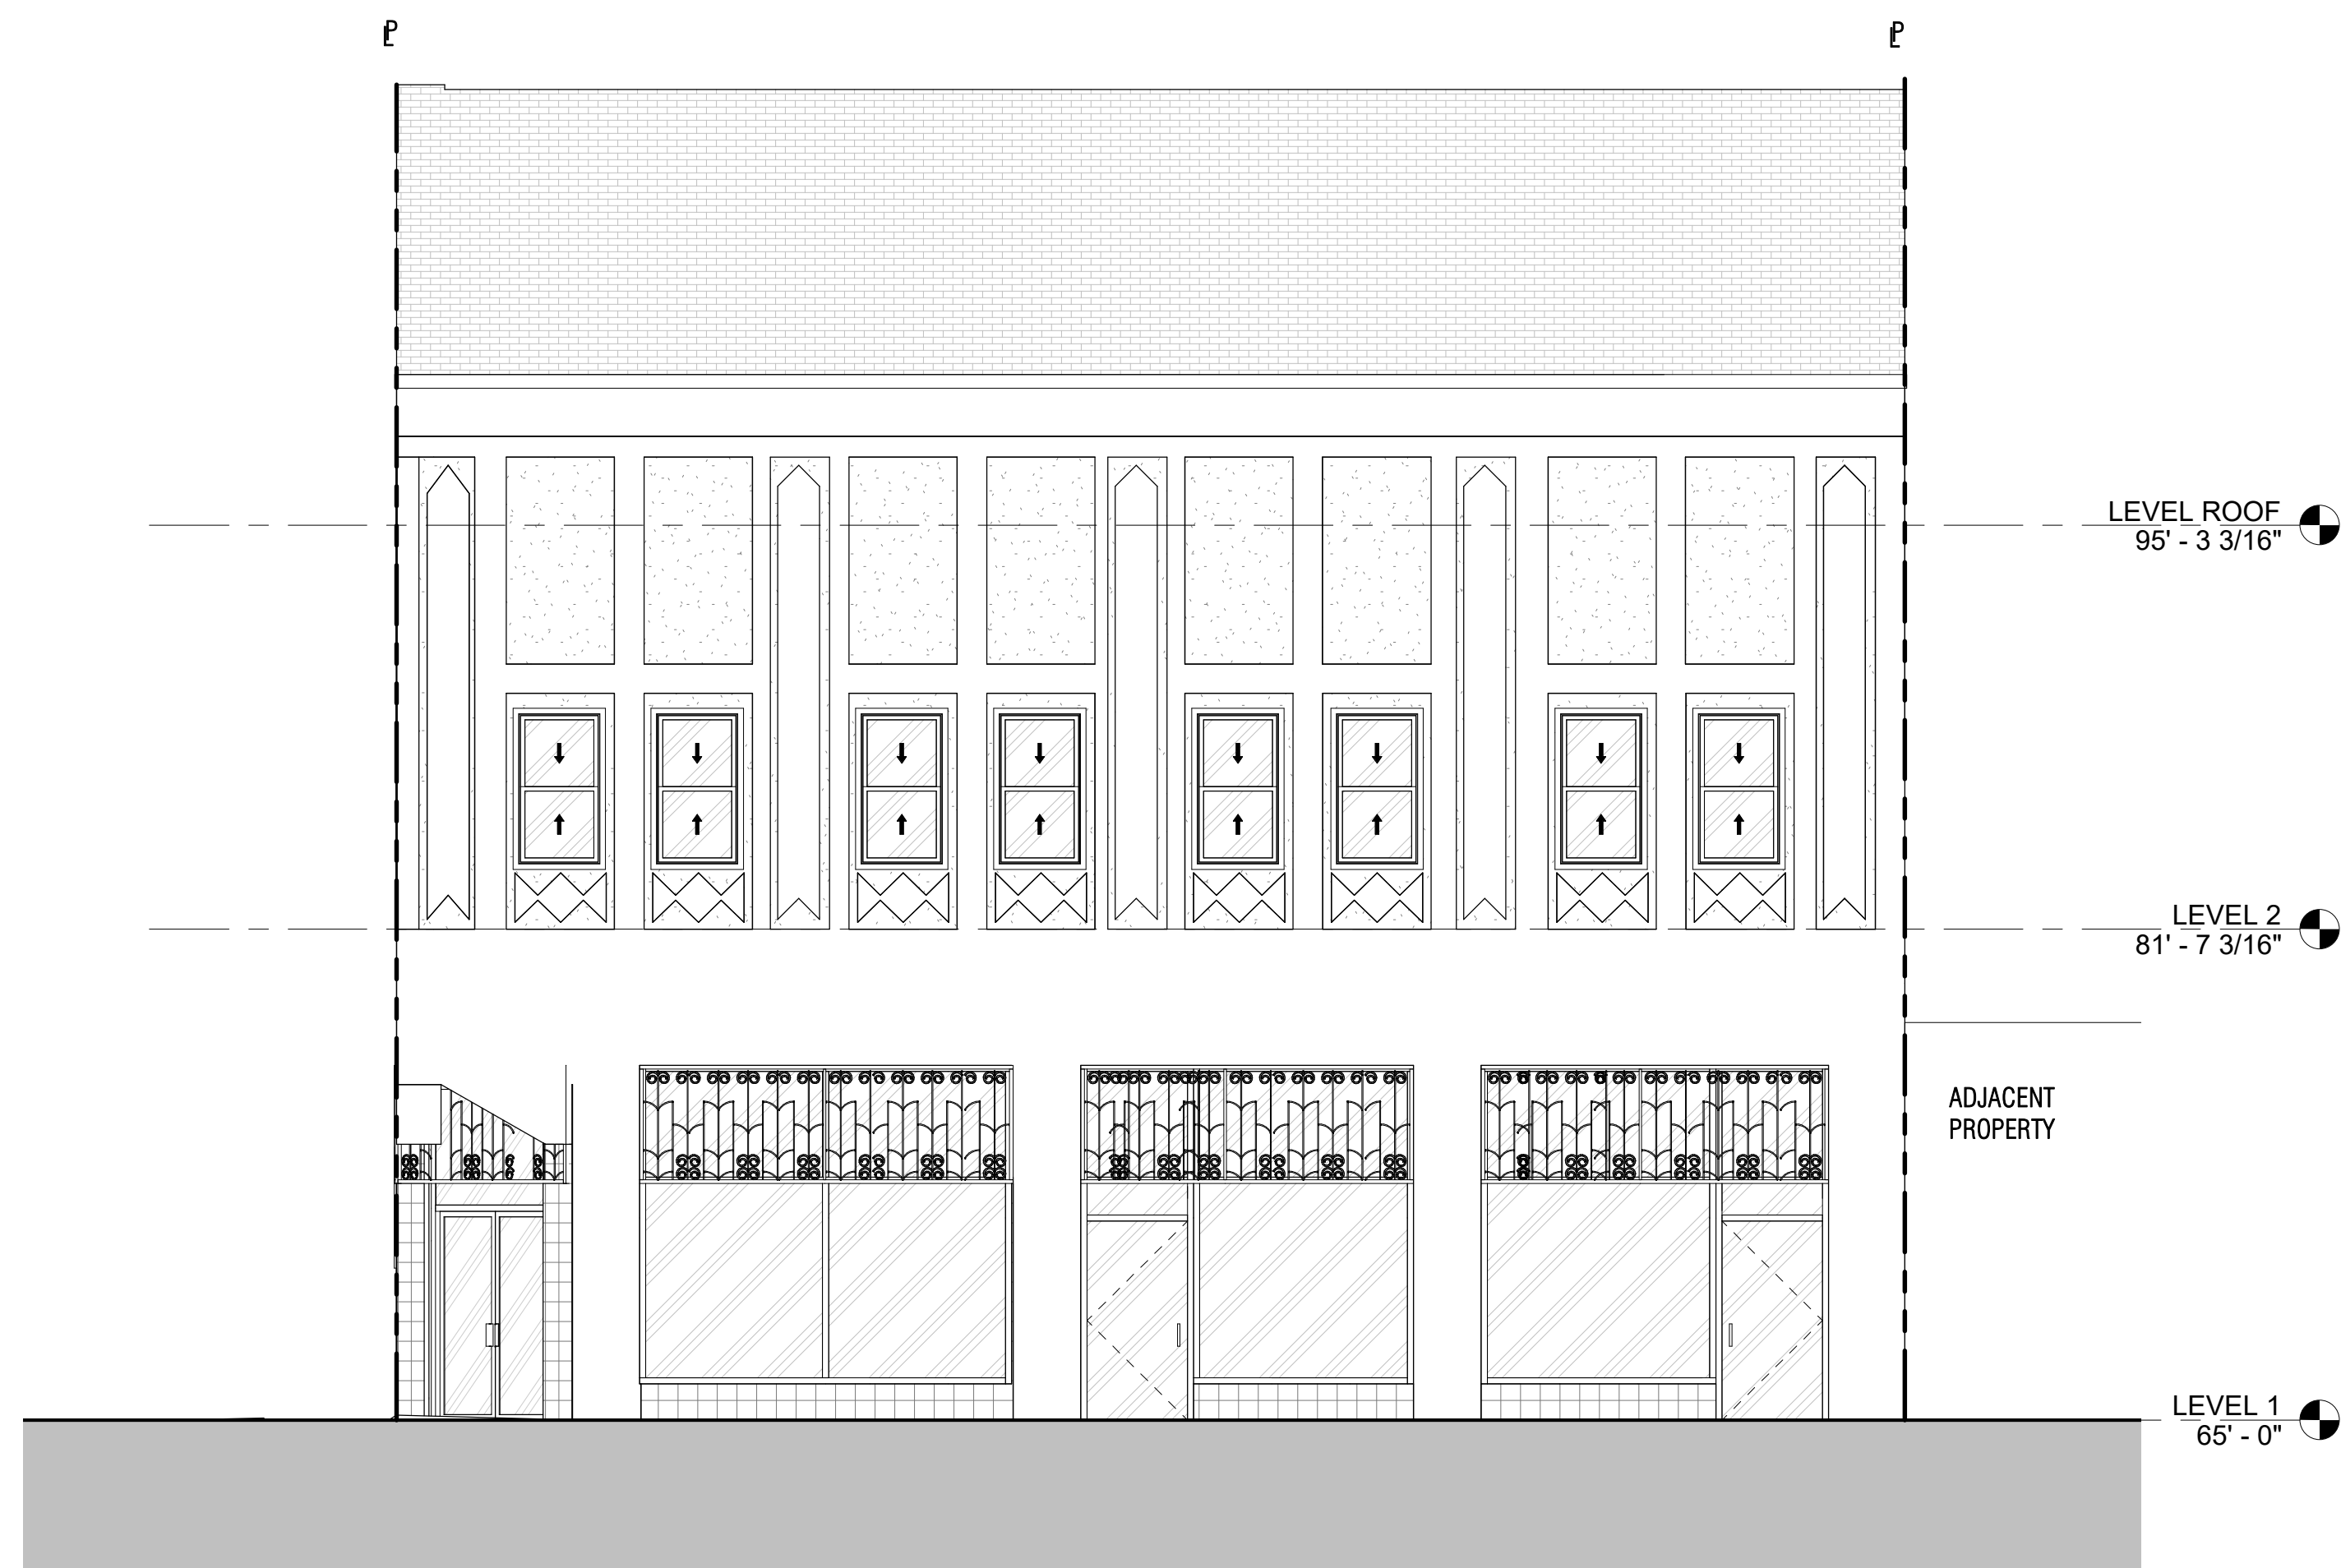 PL
PL
LEVEL ROOF
95' - 3 3/16"
LEVEL 2
81' - 7 3/16"
ADJACENT
PROPERTY
LEVEL 1
65' - 0"